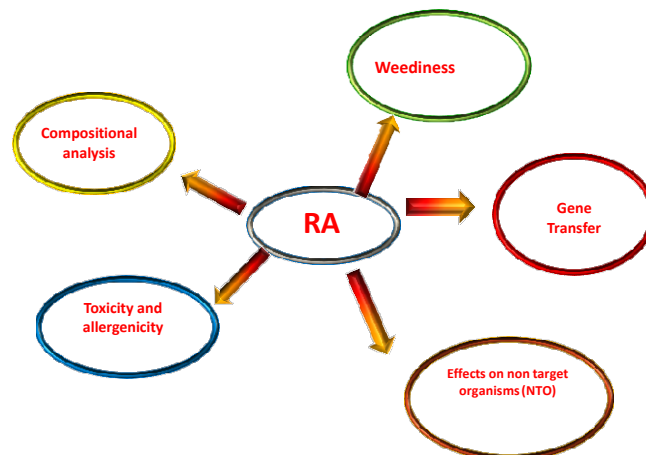 Weediness
Compositional
analysis
RA
Gene
Transfer
Toxicity and
allergenicity
Effects on non target
organisms (NTO)